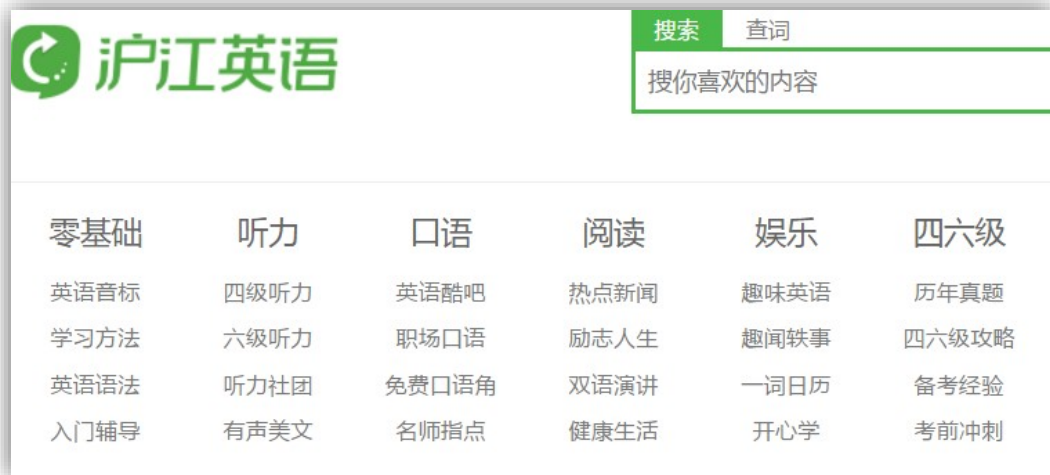 沪江英语
搜索 查词
搜你喜欢的内容
零基础 听力 口语 阅读 娱乐 四六级
英语音标 四级听力 英语酷吧 热点新闻 趣味英语 历年真题
学习方法 六级听力 职场口语 励志人生 趣闻轶事 四六级攻略
英语语法 听力社团 免费口语角 双语演讲 一词日历 备考经验
入门辅导 有声美文 名师指点 健康生活 开心学 考前冲刺